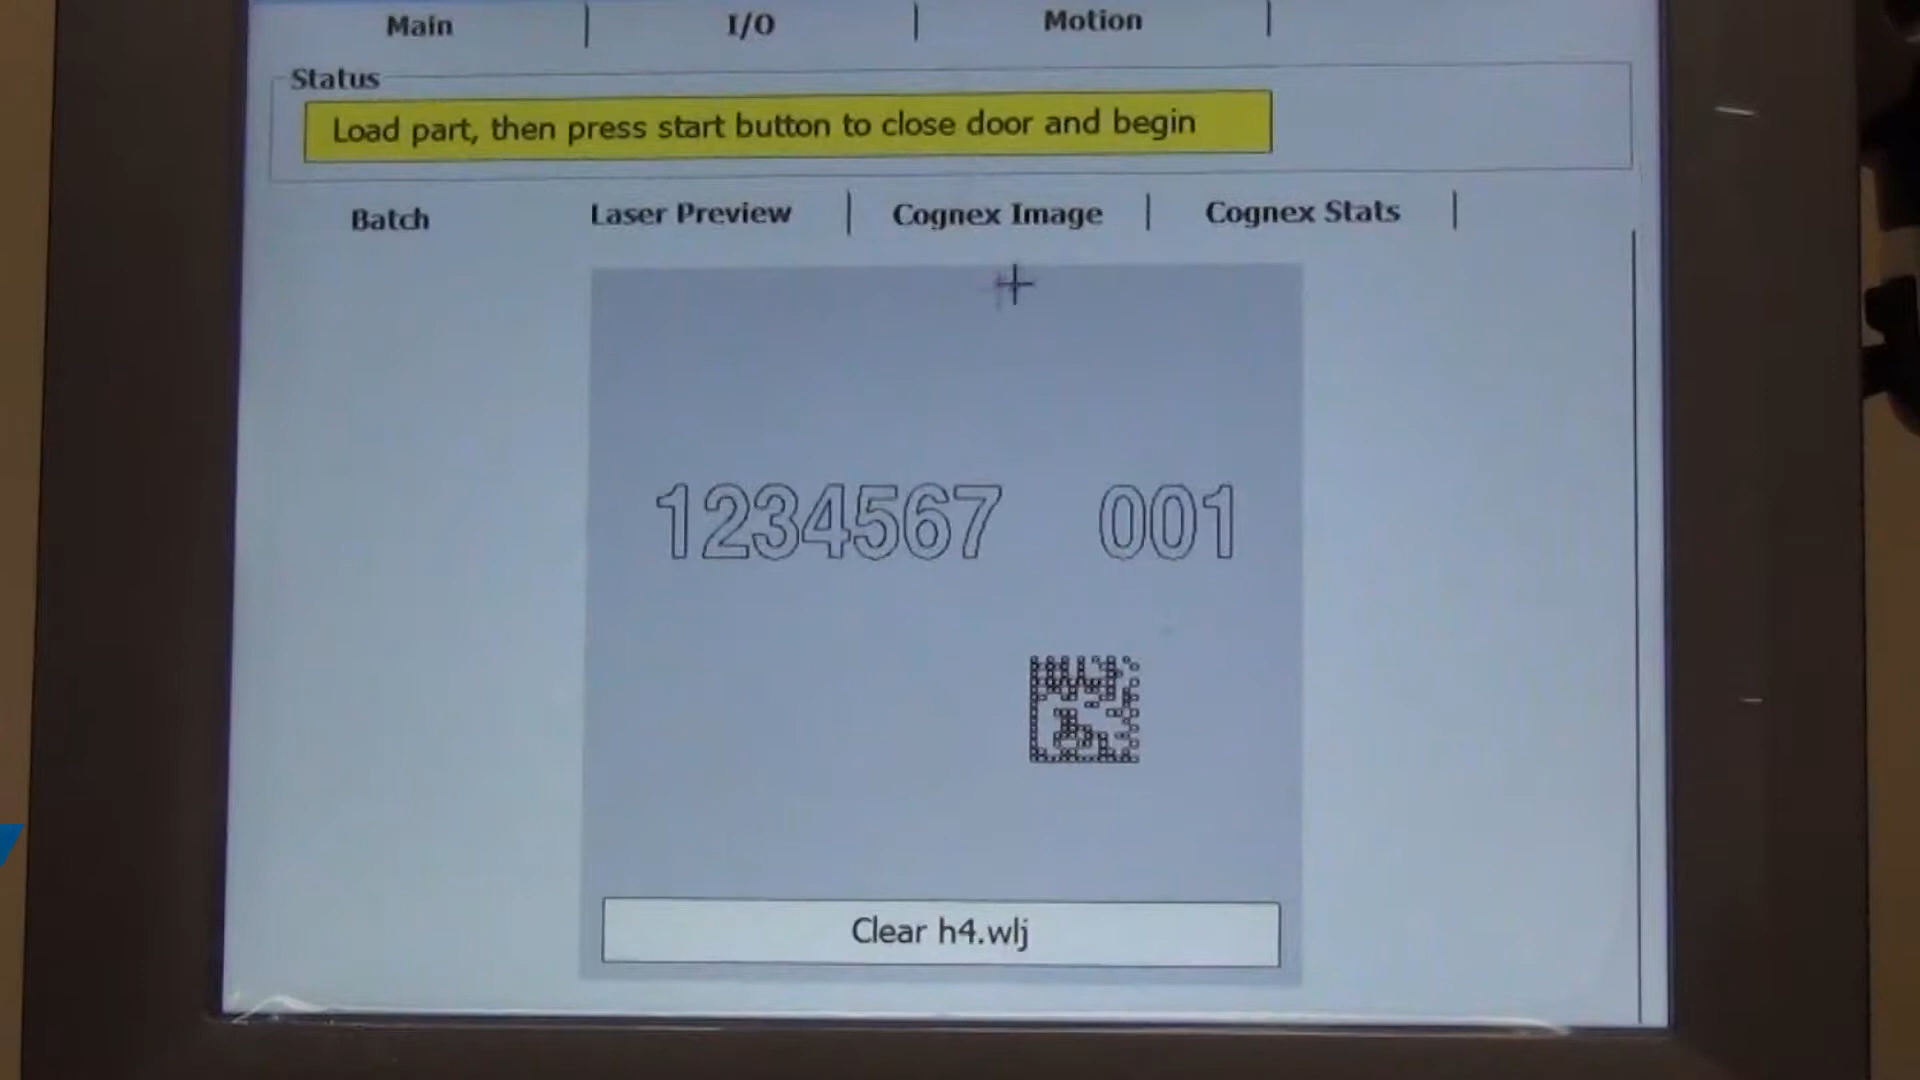 Main | I/O | Motion |
Status
Load part, then press start button to close door and begin
Batch Laser Preview | Cognex Image | Cognex Stats |
1234567 001
Clear h4.wlj